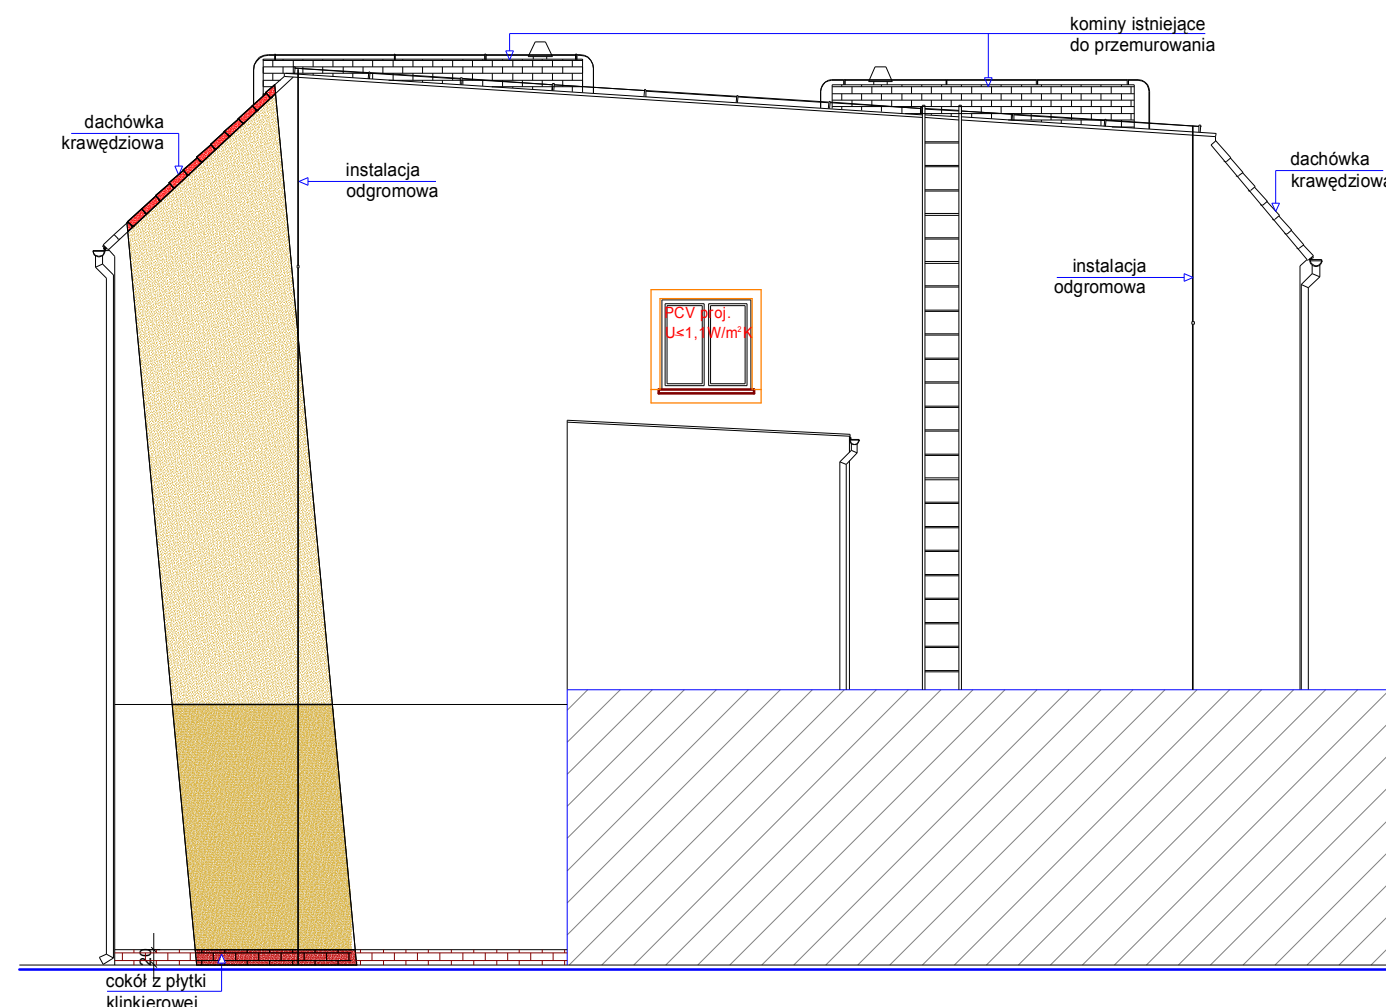 kominy istniejące
do przemurowania
dachówka
krawędziowa
instalacja
odgromowa
dachówka
krawędziowa
instalacja
odgromowa
PCV proj.
U≤1,1W/m²K
20
cokół z płytki
klinkierowej